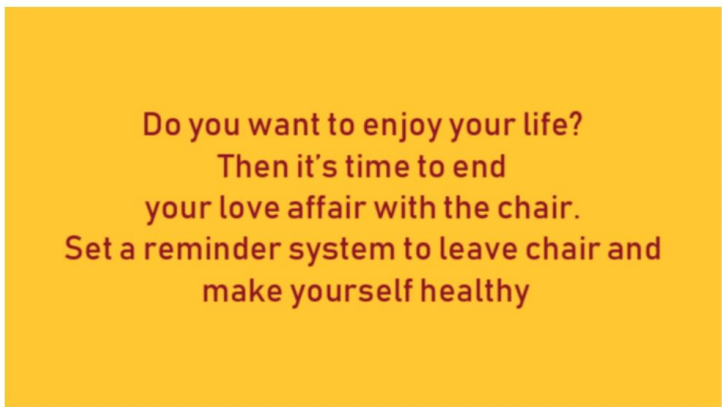 Do you want to enjoy your life?
Then it's time to end
your love affair with the chair.
Set a reminder system to leave chair and
make yourself healthy